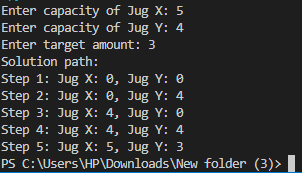 Enter capacity of Jug X: 5
Enter capacity of Jug Y: 4
Enter target amount: 3
Solution path:
Step 1: Jug X: 0, Jug Y: 0
Step 2: Jug X: 0, Jug Y: 4
Step 3: Jug X: 4, Jug Y: 0
Step 4: Jug X: 4, Jug Y: 4
Step 5: Jug X: 5, Jug Y: 3
PS C:\Users\HP\Downloads\New folder (3)>